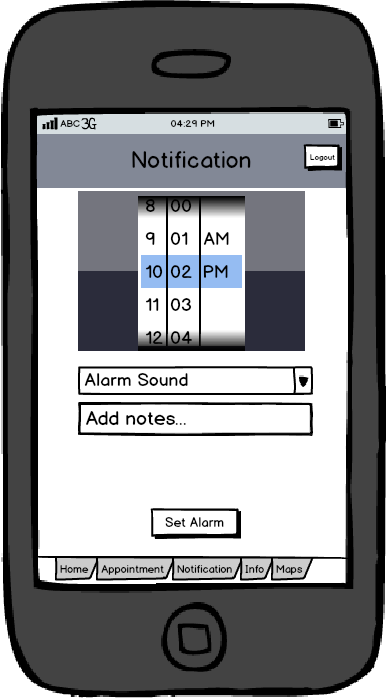 ABC 3G 04:29 PM
Notification
Logout
8 00
9 01 AM
10 02 PM
11 03
12 04
Alarm Sound
Add notes...
Set Alarm
Home Appointment Notification Info Maps